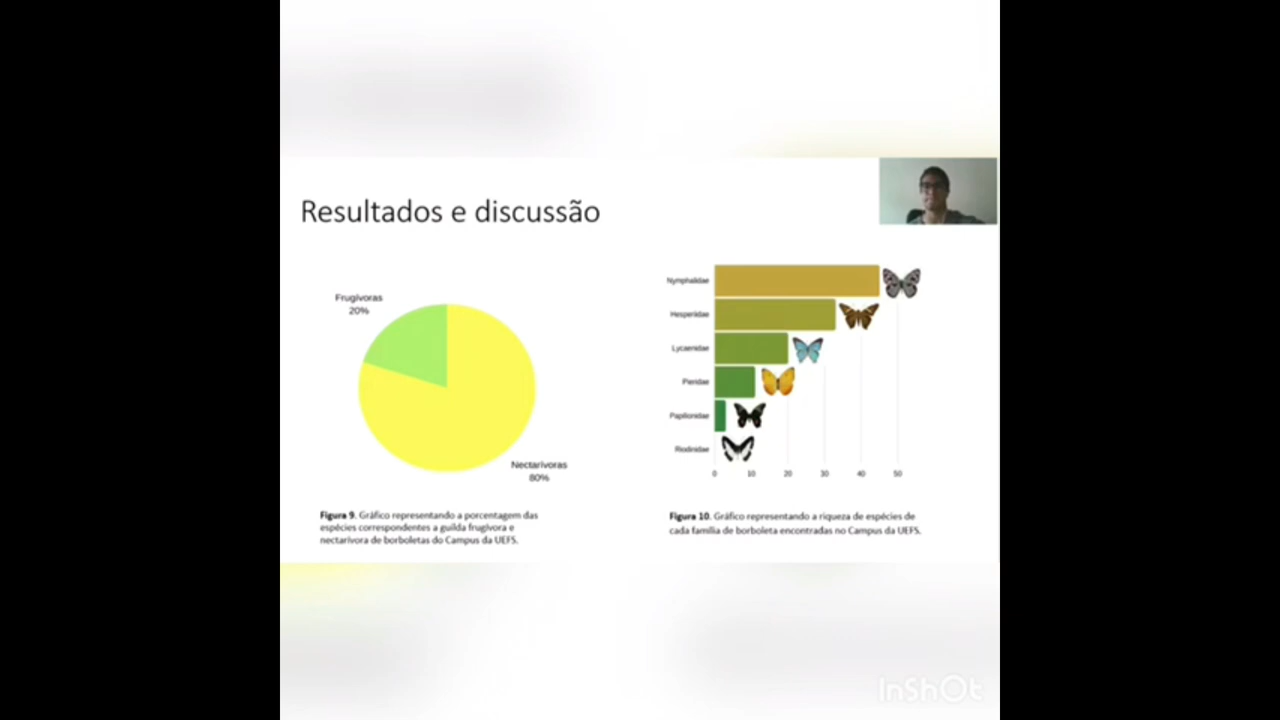 Resultados e discussão
Frugívoras
20%
Nectarívoras
80%
Figura 9. Gráfico representando a porcentagem das
espécies correspondentes a guilda frugívora e
nectarívora de borboletas do Campus da UEFS.
Nymphalidae
Hesperiidae
Lycaenidae
Pieridae
Papilionidae
Riodinidae
0 10 20 30 40 50
Figura 10. Gráfico representando a riqueza de espécies de
cada família de borboleta encontradas no Campus da UEFS.
InShOt